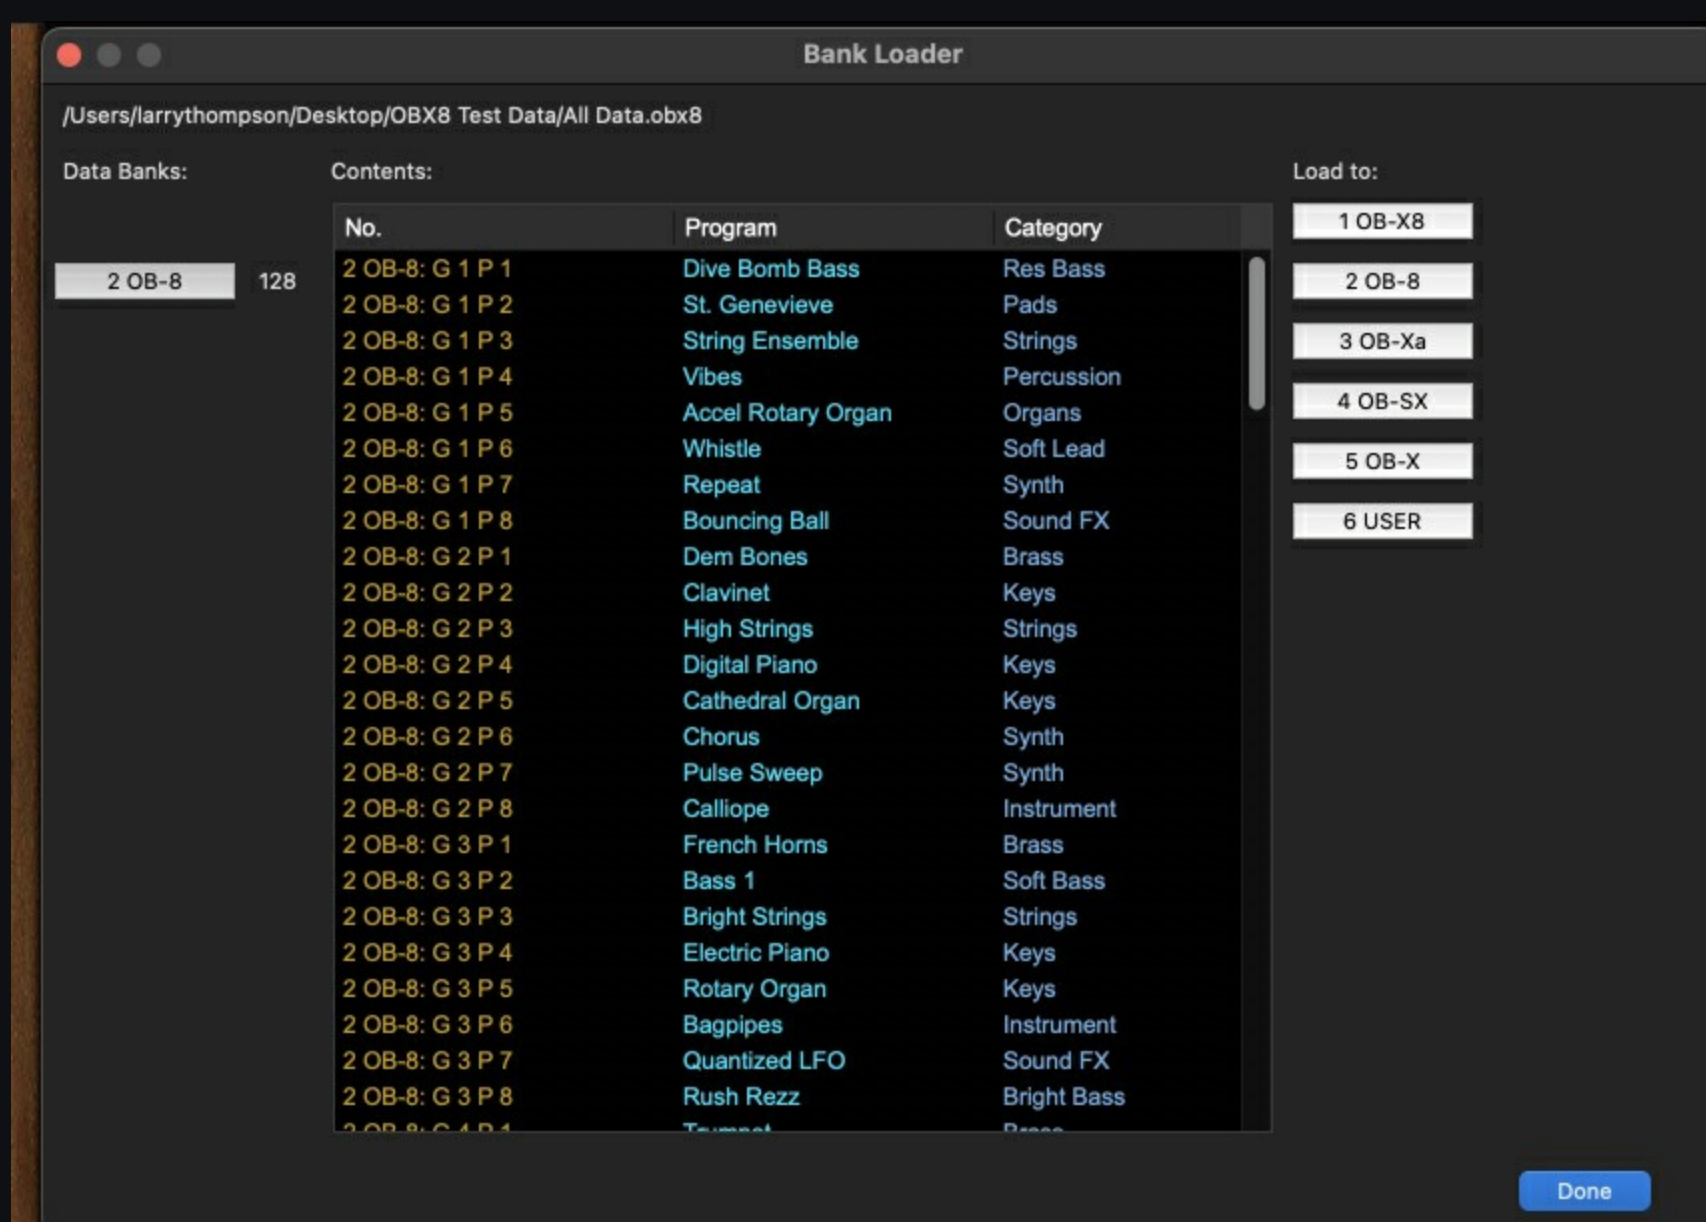 Bank Loader
/Users/larrythompson/Desktop/OBX8 Test Data/All Data.obx8
Data Banks:
Contents:
Load to:
No. Program Category
2 OB-8 128
2 OB-8: G 1 P 1 Dive Bomb Bass Res Bass
2 OB-8: G 1 P 2 St. Genevieve Pads
2 OB-8: G 1 P 3 String Ensemble Strings
2 OB-8: G 1 P 4 Vibes Percussion
2 OB-8: G 1 P 5 Accel Rotary Organ Organs
2 OB-8: G 1 P 6 Whistle Soft Lead
2 OB-8: G 1 P 7 Repeat Synth
2 OB-8: G 1 P 8 Bouncing Ball Sound FX
2 OB-8: G 2 P 1 Dem Bones Brass
2 OB-8: G 2 P 2 Clavinet Keys
2 OB-8: G 2 P 3 High Strings Strings
2 OB-8: G 2 P 4 Digital Piano Keys
2 OB-8: G 2 P 5 Cathedral Organ Keys
2 OB-8: G 2 P 6 Chorus Synth
2 OB-8: G 2 P 7 Pulse Sweep Synth
2 OB-8: G 2 P 8 Calliope Instrument
2 OB-8: G 3 P 1 French Horns Brass
2 OB-8: G 3 P 2 Bass 1 Soft Bass
2 OB-8: G 3 P 3 Bright Strings Strings
2 OB-8: G 3 P 4 Electric Piano Keys
2 OB-8: G 3 P 5 Rotary Organ Keys
2 OB-8: G 3 P 6 Bagpipes Instrument
2 OB-8: G 3 P 7 Quantized LFO Sound FX
2 OB-8: G 3 P 8 Rush Rezz Bright Bass
2 OB-8: G 4 P 1 Trumpet Brass
1 OB-X8
2 OB-8
3 OB-Xa
4 OB-SX
5 OB-X
6 USER
Done